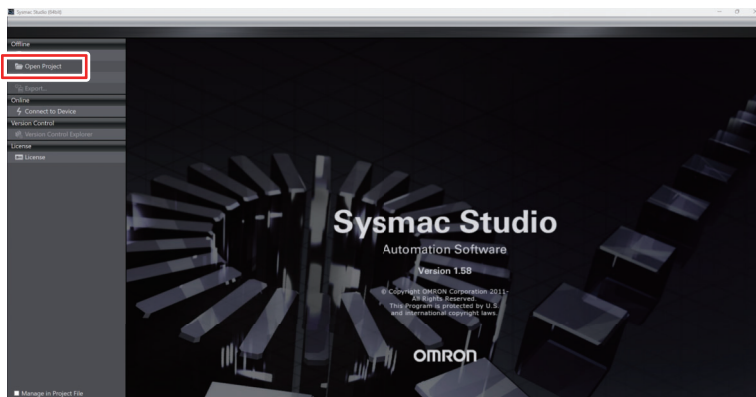 Sysmac Studio (64bit)
Offline
Open Project
Export...
Online
Connect to Device
Version Control
Version Control Explorer
License
License
Manage in Project File
Sysmac Studio
Automation Software
Version 1.58
© Copyright OMRON Corporation 2011-
All Rights Reserved.
This Program is protected by U.S.
and international copyright laws.
OMRON